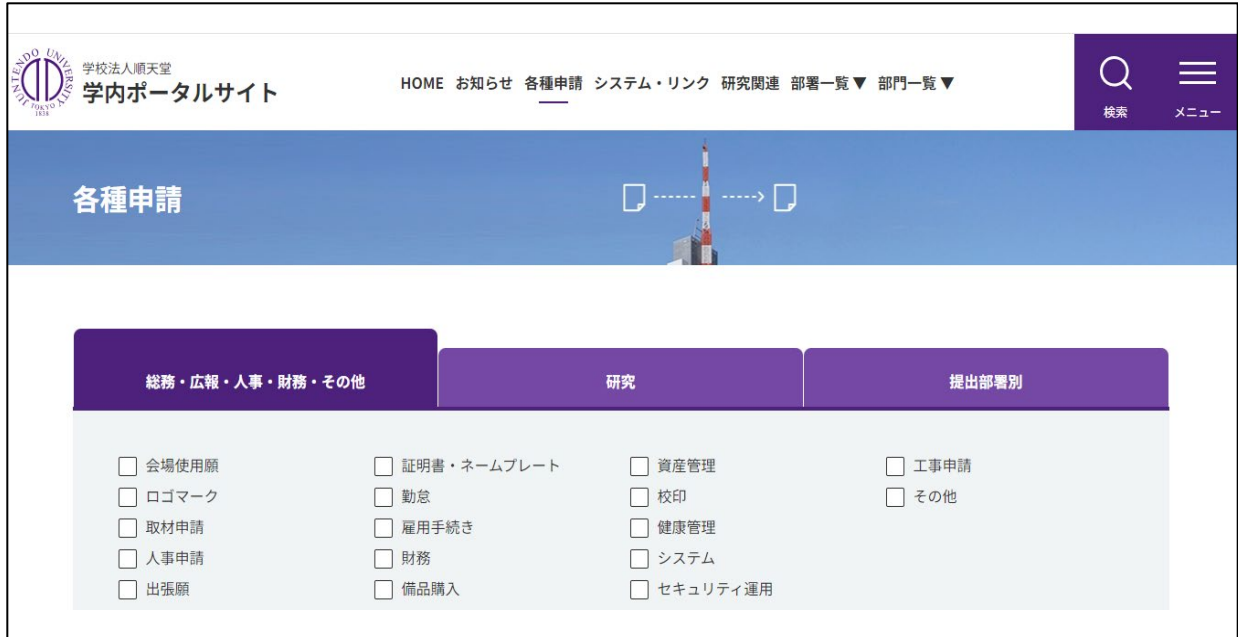 JUNTENDO UNIVERSITY
TOKYO
1838
学校法人順天堂
学内ポータルサイト
HOME お知らせ 各種申請 システム・リンク 研究関連 部署一覧▼ 部門一覧▼
検索 メニュー
各種申請
総務・広報・人事・財務・その他 研究 提出部署別
会場使用願 証明書・ネームプレート 資産管理 工事申請
ロゴマーク 勤怠 校印 その他
取材申請 雇用手続き 健康管理
人事申請 財務 システム
出張願 備品購入 セキュリティ運用